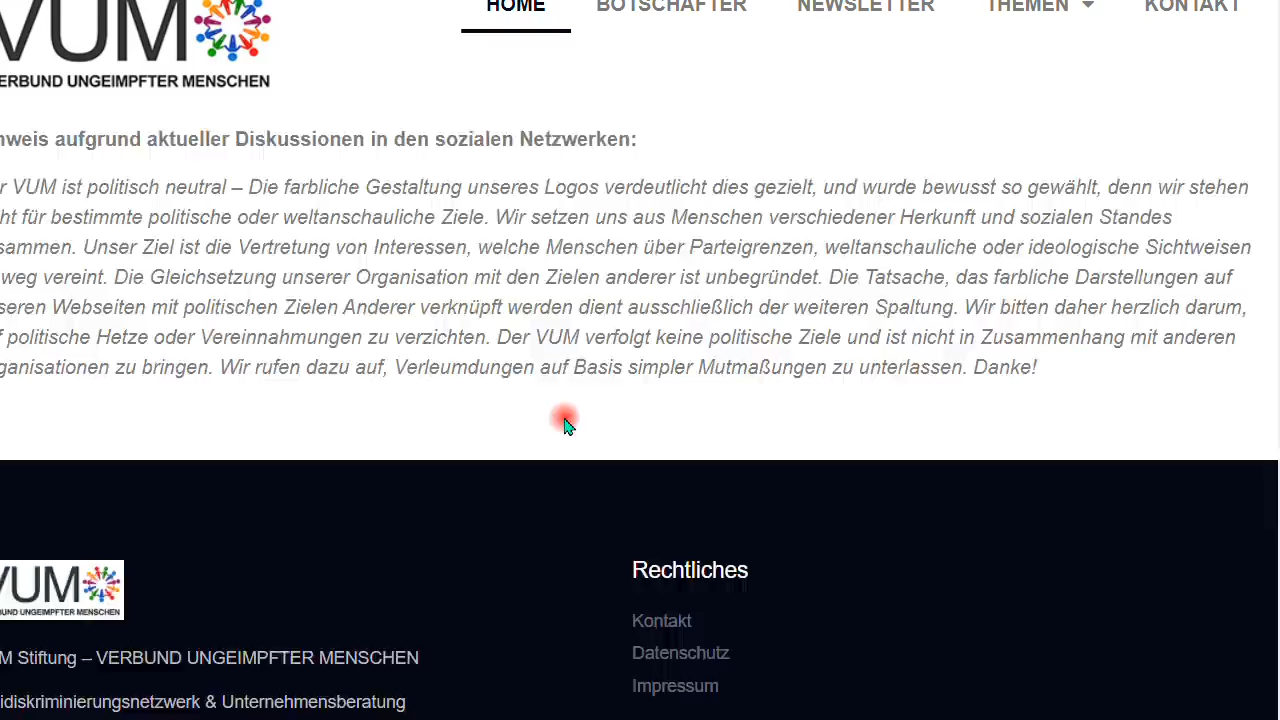 HOME BOTSCHAFTER NEWSLETTER THEMEN KONTAKT
VUM
ERBUND UNGEIMPFTER MENSCHEN
nweis aufgrund aktueller Diskussionen in den sozialen Netzwerken:
r VUM ist politisch neutral – Die farbliche Gestaltung unseres Logos verdeutlicht dies gezielt, und wurde bewusst so gewählt, denn wir stehen
ht für bestimmte politische oder weltanschauliche Ziele. Wir setzen uns aus Menschen verschiedener Herkunft und sozialen Standes
sammen. Unser Ziel ist die Vertretung von Interessen, welche Menschen über Parteigrenzen, weltanschauliche oder ideologische Sichtweisen
weg vereint. Die Gleichsetzung unserer Organisation mit den Zielen anderer ist unbegründet. Die Tatsache, das farbliche Darstellungen auf
seren Webseiten mit politischen Zielen Anderer verknüpft werden dient ausschließlich der weiteren Spaltung. Wir bitten daher herzlich darum,
f politische Hetze oder Vereinnahmungen zu verzichten. Der VUM verfolgt keine politische Ziele und ist nicht in Zusammenhang mit anderen
ganisationen zu bringen. Wir rufen dazu auf, Verleumdungen auf Basis simpler Mutmaßungen zu unterlassen. Danke!
VUM
BUND UNGEIMPFTER MENSCHEN
M Stiftung – VERBUND UNGEIMPFTER MENSCHEN
idiskriminierungsnetzwerk & Unternehmensberatung
Rechtliches
Kontakt
Datenschutz
Impressum